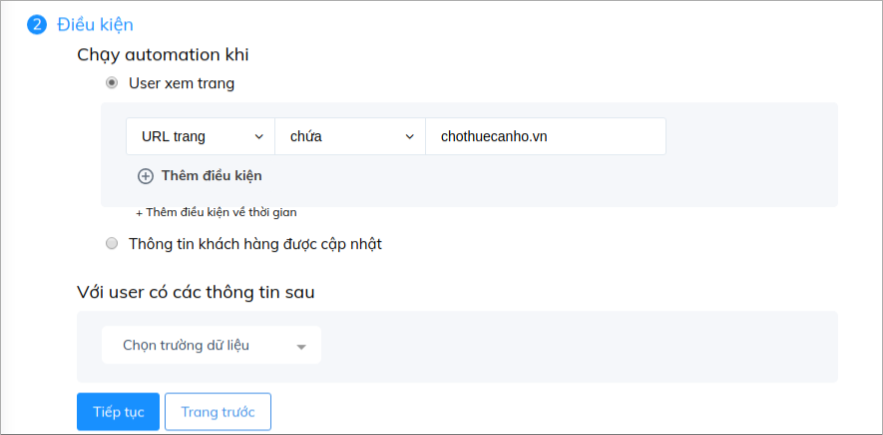 2 Điều kiện
Chạy automation khi
User xem trang
URL trang chứa chothuecanho.vn
Thêm điều kiện
+ Thêm điều kiện về thời gian
Thông tin khách hàng được cập nhật
Với user có các thông tin sau
Chọn trường dữ liệu
Tiếp tục Trang trước